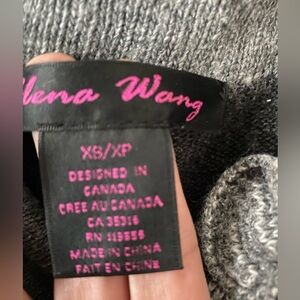 lena Wang
XS/XP
DESIGNED IN
CANADA
CREE AU CANADA
CA 35316
RN 119355
MADE IN CHINA
FAIT EN CHINE